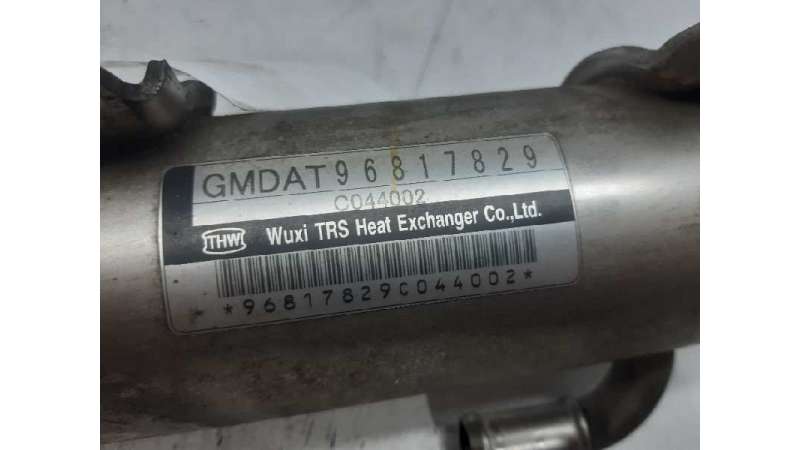 GMDAT96817829
C044002
THW Wuxi TRS Heat Exchanger Co.,Ltd.
*96817829C044002*